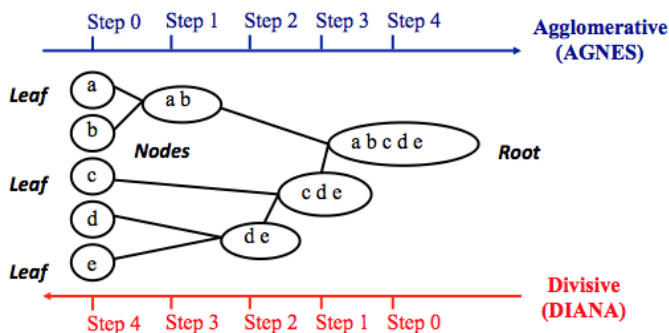 Step 0 Step 1 Step 2 Step 3 Step 4
Agglomerative
(AGNES)
Leaf
a
a b
b
Nodes
a b c d e
Root
Leaf
c
c d e
d
d e
Leaf
e
Divisive
(DIANA)
Step 4 Step 3 Step 2 Step 1 Step 0